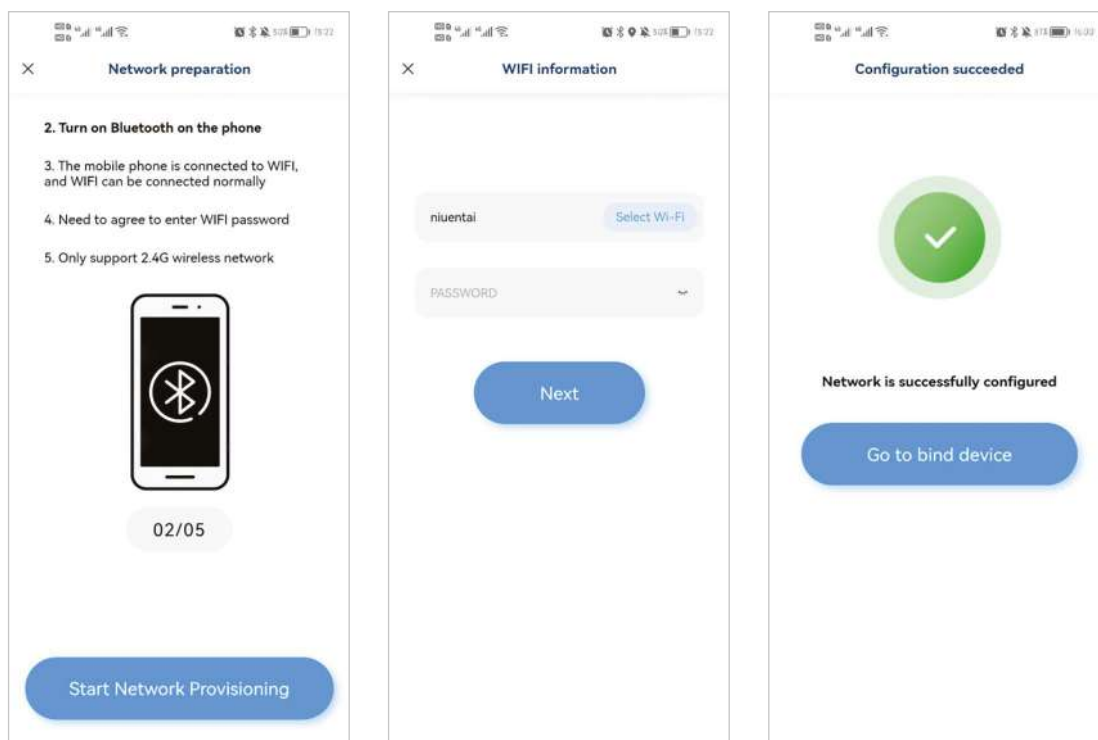 Network preparation
2. Turn on Bluetooth on the phone
3. The mobile phone is connected to WIFI,
and WIFI can be connected normally
4. Need to agree to enter WIFI password
5. Only support 2.4G wireless network
02/05
Start Network Provisioning
WIFI information
niuentai
Select Wi-Fi
PASSWORD
Next
Configuration succeeded
Network is successfully configured
Go to bind device